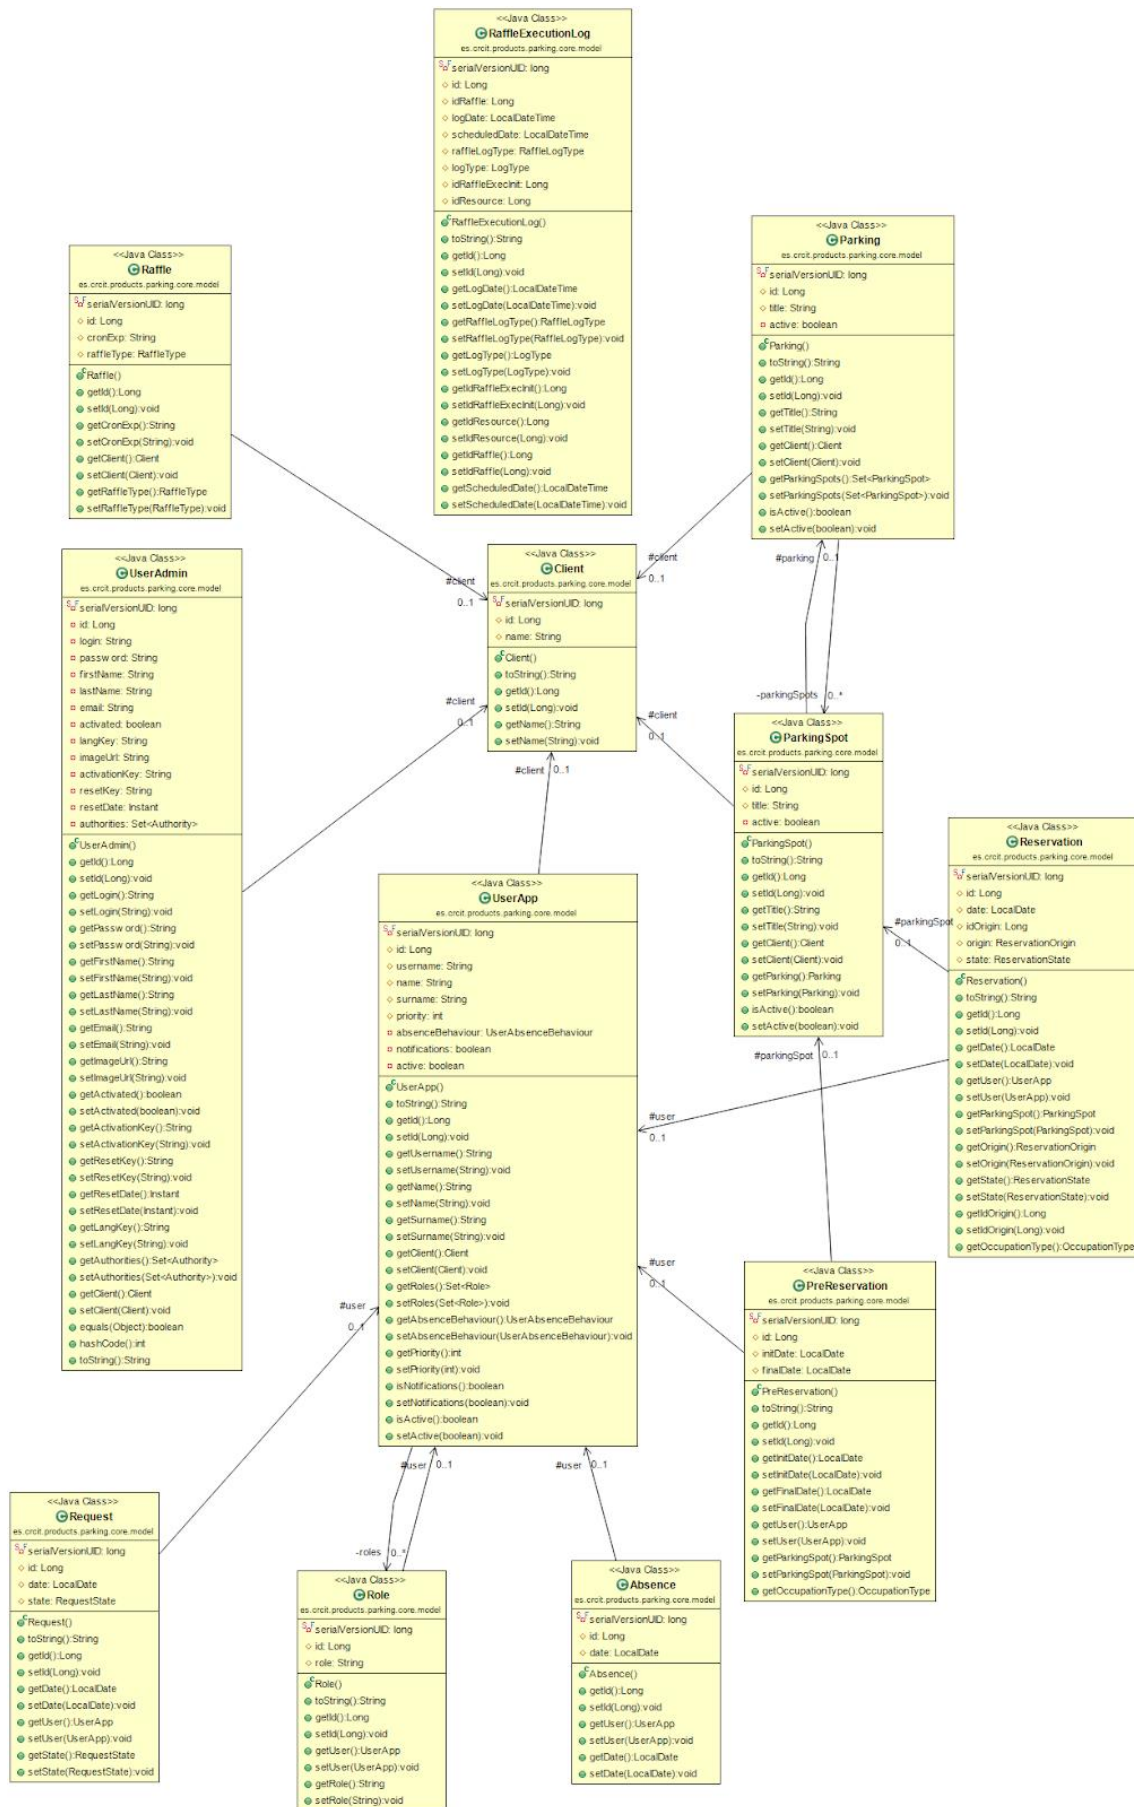 <<Java Class>>
RaffleExecutionLog
es.crcit.products.parking.core.model
serialVersionUID: long
id: Long
idRaffle: Long
logDate: LocalDateTime
scheduledDate: LocalDateTime
raffleLogType: RaffleLogType
logType: LogType
idRaffleExecInit: Long
idResource: Long
RaffleExecutionLog()
toString():String
getId():Long
setId(Long):void
getLogDate():LocalDateTime
setLogDate(LocalDateTime):void
getRaffleLogType():RaffleLogType
setRaffleLogType(RaffleLogType):void
getLogType():LogType
setLogType(LogType):void
getIdRaffleExecInit():Long
setIdRaffleExecInit(Long):void
getIdResource():Long
setIdResource(Long):void
getIdRaffle():Long
setIdRaffle(Long):void
getScheduledDate():LocalDateTime
setScheduledDate(LocalDateTime):void
<<Java Class>>
Raffle
es.crcit.products.parking.core.model
serialVersionUID: long
id: Long
cronExp: String
raffleType: RaffleType
Raffle()
getId():Long
setId(Long):void
getCronExp():String
setCronExp(String):void
getClient():Client
setClient(Client):void
getRaffleType():RaffleType
setRaffleType(RaffleType):void
<<Java Class>>
Parking
es.crcit.products.parking.core.model
serialVersionUID: long
id: Long
title: String
active: boolean
Parking()
toString():String
getId():Long
setId(Long):void
getTitle():String
setTitle(String):void
getClient():Client
setClient(Client):void
getParkingSpots():Set<ParkingSpot>
setParkingSpots(Set<ParkingSpot>):void
isActive():boolean
setActive(boolean):void
#client
0..1
#client
0..1
#parking
0..1
<<Java Class>>
Client
es.crcit.products.parking.core.model
serialVersionUID: long
id: Long
name: String
Client()
toString():String
getId():Long
setId(Long):void
getName():String
setName(String):void
<<Java Class>>
UserAdmin
es.crcit.products.parking.core.model
serialVersionUID: long
id: Long
login: String
password: String
firstName: String
lastName: String
email: String
activated: boolean
langKey: String
imageUrl: String
activationKey: String
resetKey: String
resetDate: Instant
authorities: Set<Authority>
UserAdmin()
getId():Long
setId(Long):void
getLogin():String
setLogin(String):void
getPassword():String
setPassword(String):void
getFirstName():String
setFirstName(String):void
getLastName():String
setLastName(String):void
getEmail():String
setEmail(String):void
getImageUrl():String
setImageUrl(String):void
getActivated():boolean
setActivated(boolean):void
getActivationKey():String
setActivationKey(String):void
getResetKey():String
setResetKey(String):void
getResetDate():Instant
setResetDate(Instant):void
getLangKey():String
setLangKey(String):void
getAuthorities():Set<Authority>
setAuthorities(Set<Authority>):void
getClient():Client
setClient(Client):void
equals(Object):boolean
hashCode():int
toString():String
#client
0..1
#client
0..1
#client
0..1
-parkingSpots
0..*
<<Java Class>>
ParkingSpot
es.crcit.products.parking.core.model
serialVersionUID: long
id: Long
title: String
active: boolean
ParkingSpot()
toString():String
getId():Long
setId(Long):void
getTitle():String
setTitle(String):void
getClient():Client
setClient(Client):void
getParking():Parking
setParking(Parking):void
isActive():boolean
setActive(boolean):void
<<Java Class>>
Reservation
es.crcit.products.parking.core.model
serialVersionUID: long
id: Long
date: LocalDate
idOrigin: Long
origin: ReservationOrigin
state: ReservationState
Reservation()
toString():String
getId():Long
setId(Long):void
getDate():LocalDate
setDate(LocalDate):void
getUser():UserApp
setUser(UserApp):void
getParkingSpot():ParkingSpot
setParkingSpot(ParkingSpot):void
getOrigin():ReservationOrigin
setOrigin(ReservationOrigin):void
getState():ReservationState
setState(ReservationState):void
getIdOrigin():Long
setIdOrigin(Long):void
getOccupationType():OccupationType
#parkingSpot
0..1
#parkingSpot
0..1
#user
0..1
<<Java Class>>
UserApp
es.crcit.products.parking.core.model
serialVersionUID: long
id: Long
username: String
name: String
surname: String
priority: int
absenceBehaviour: UserAbsenceBehaviour
notifications: boolean
active: boolean
UserApp()
toString():String
getId():Long
setId(Long):void
getUsername():String
setUsername(String):void
getName():String
setName(String):void
getSurname():String
setSurname(String):void
getClient():Client
setClient(Client):void
getRoles():Set<Role>
setRoles(Set<Role>):void
getAbsenceBehaviour():UserAbsenceBehaviour
setAbsenceBehaviour(UserAbsenceBehaviour):void
getPriority():int
setPriority(int):void
isNotifications():boolean
setNotifications(boolean):void
isActive():boolean
setActive(boolean):void
#user
0..1
#user
0..1
<<Java Class>>
PreReservation
es.crcit.products.parking.core.model
serialVersionUID: long
id: Long
initDate: LocalDate
finalDate: LocalDate
PreReservation()
toString():String
getId():Long
setId(Long):void
getInitDate():LocalDate
setInitDate(LocalDate):void
getFinalDate():LocalDate
setFinalDate(LocalDate):void
getUser():UserApp
setUser(UserApp):void
getParkingSpot():ParkingSpot
setParkingSpot(ParkingSpot):void
getOccupationType():OccupationType
#user
0..1
#user
0..1
<<Java Class>>
Request
es.crcit.products.parking.core.model
serialVersionUID: long
id: Long
date: LocalDate
state: RequestState
Request()
toString():String
getId():Long
setId(Long):void
getDate():LocalDate
setDate(LocalDate):void
getUser():UserApp
setUser(UserApp):void
getState():RequestState
setState(RequestState):void
-roles
0..*
<<Java Class>>
Role
es.crcit.products.parking.core.model
serialVersionUID: long
id: Long
role: String
Role()
toString():String
getId():Long
setId(Long):void
getUser():UserApp
setUser(UserApp):void
getRole():String
setRole(String):void
<<Java Class>>
Absence
es.crcit.products.parking.core.model
serialVersionUID: long
id: Long
date: LocalDate
Absence()
getId():Long
setId(Long):void
getUser():UserApp
setUser(UserApp):void
getDate():LocalDate
setDate(LocalDate):void